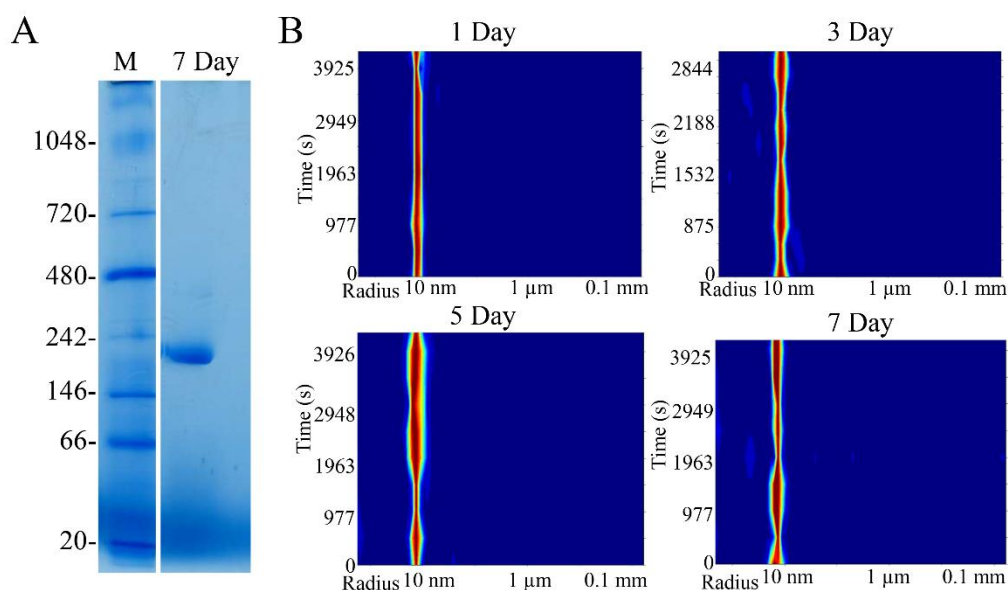 A
M 7 Day
1048-
720-
480-
242-
146-
66-
20-
B
1 Day
Time (s)
3925
2949
1963
977
0
Radius 10 nm 1 µm 0.1 mm
3 Day
Time (s)
2844
2188
1532
875
0
Radius 10 nm 1 µm 0.1 mm
5 Day
Time (s)
3926
2948
1963
977
0
Radius 10 nm 1 µm 0.1 mm
7 Day
Time (s)
3925
2949
1963
977
0
Radius 10 nm 1 µm 0.1 mm